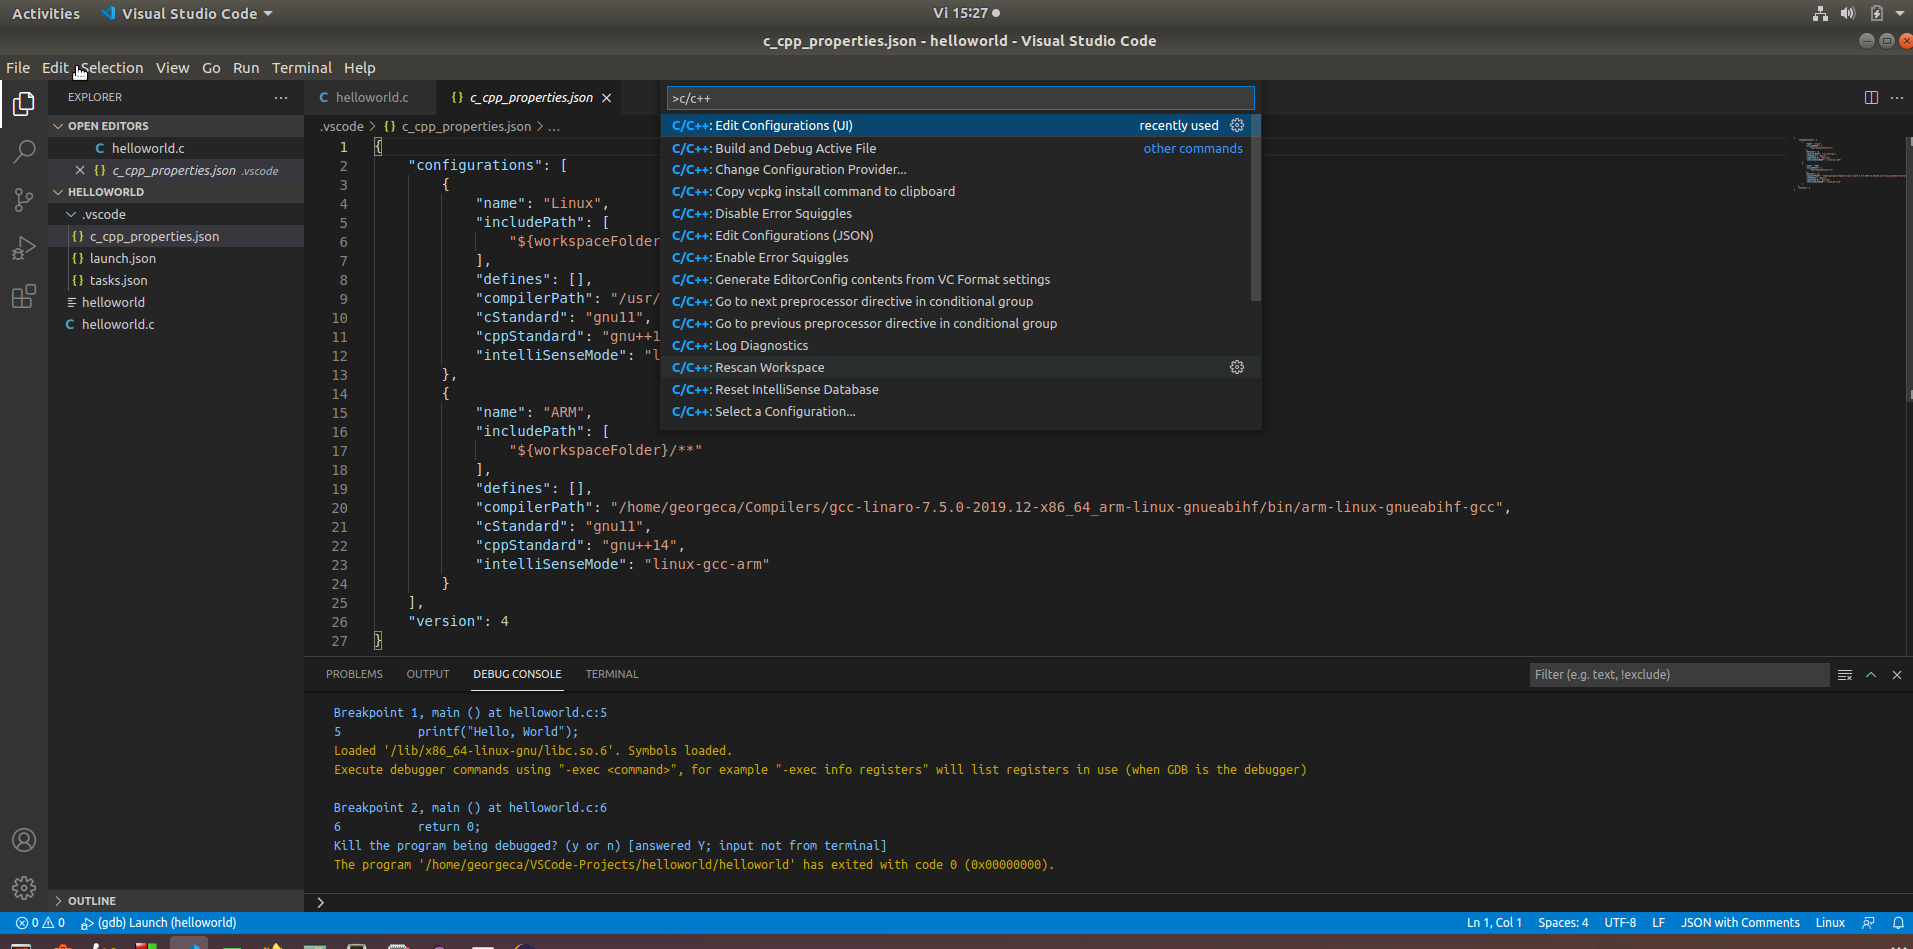 Activities Visual Studio Code Vi 15:27
c_cpp_properties.json - helloworld - Visual Studio Code
File Edit Selection View Go Run Terminal Help
EXPLORER
OPEN EDITORS
helloworld.c
c_cpp_properties.json .vscode
HELLOWORLD
.vscode
c_cpp_properties.json
launch.json
tasks.json
helloworld
helloworld.c
OUTLINE
helloworld.c c_cpp_properties.json
.vscode > {} c_cpp_properties.json > ...
>c/c++
C/C++: Edit Configurations (UI) recently used
C/C++: Build and Debug Active File other commands
C/C++: Change Configuration Provider...
C/C++: Copy vcpkg install command to clipboard
C/C++: Disable Error Squiggles
C/C++: Edit Configurations (JSON)
C/C++: Enable Error Squiggles
C/C++: Generate EditorConfig contents from VC Format settings
C/C++: Go to next preprocessor directive in conditional group
C/C++: Go to previous preprocessor directive in conditional group
C/C++: Log Diagnostics
C/C++: Rescan Workspace
C/C++: Reset IntelliSense Database
C/C++: Select a Configuration...
1 {
2 "configurations": [
3 {
4 "name": "Linux",
5 "includePath": [
6 "${workspaceFolder
7 ],
8 "defines": [],
9 "compilerPath": "/usr/
10 "cStandard": "gnu11",
11 "cppStandard": "gnu++1
12 "intelliSenseMode": "l
13 },
14 {
15 "name": "ARM",
16 "includePath": [
17 "${workspaceFolder}/**"
18 ],
19 "defines": [],
20 "compilerPath": "/home/georgeca/Compilers/gcc-linaro-7.5.0-2019.12-x86_64_arm-linux-gnueabihf/bin/arm-linux-gnueabihf-gcc",
21 "cStandard": "gnu11",
22 "cppStandard": "gnu++14",
23 "intelliSenseMode": "linux-gcc-arm"
24 }
25 ],
26 "version": 4
27 }
PROBLEMS OUTPUT DEBUG CONSOLE TERMINAL Filter (e.g. text, !exclude)
Breakpoint 1, main () at helloworld.c:5
5 printf("Hello, World");
Loaded '/lib/x86_64-linux-gnu/libc.so.6'. Symbols loaded.
Execute debugger commands using "-exec <command>", for example "-exec info registers" will list registers in use (when GDB is the debugger)
Breakpoint 2, main () at helloworld.c:6
6 return 0;
Kill the program being debugged? (y or n) [answered Y; input not from terminal]
The program '/home/georgeca/VSCode-Projects/helloworld/helloworld' has exited with code 0 (0x00000000).
>
0 0 (gdb) Launch (helloworld) Ln 1, Col 1 Spaces: 4 UTF-8 LF JSON with Comments Linux